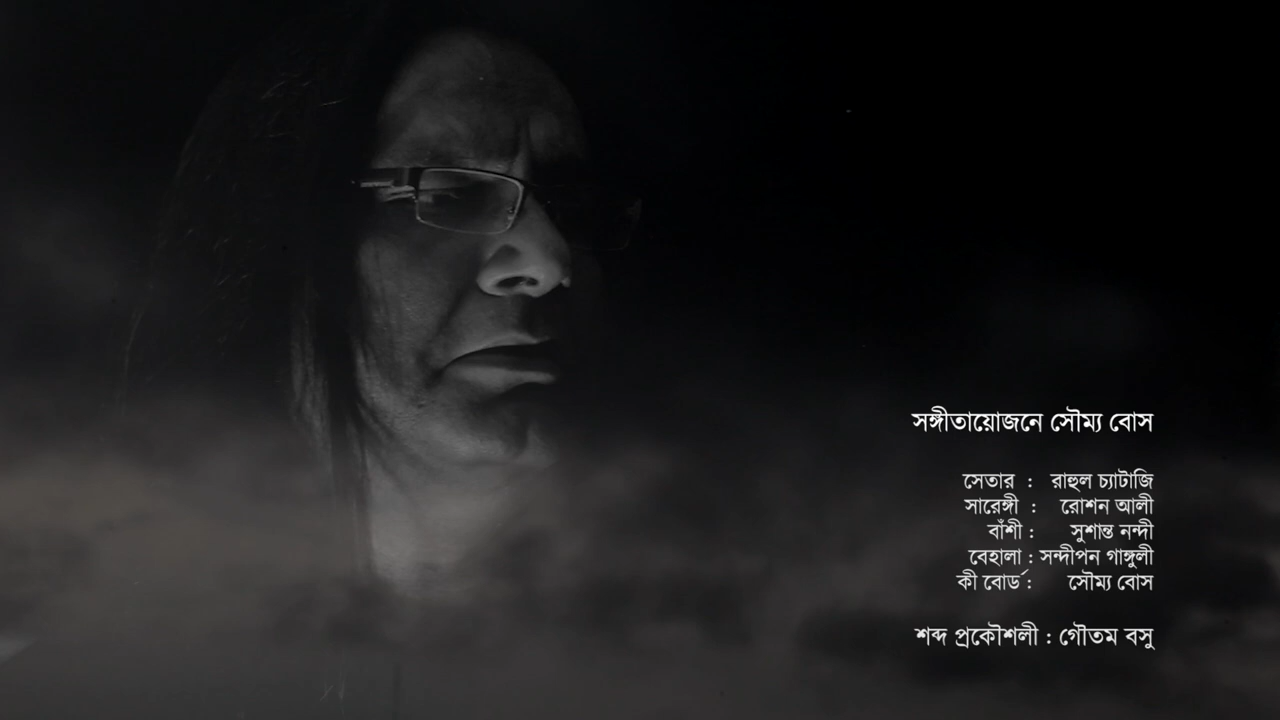 সঙ্গীতায়োজনে সৌম্য বোস
সেতার : রাহুল চ্যাটার্জি
সারেঙ্গী : রোশন আলী
বাঁশী : সুশান্ত নন্দী
বেহালা : সন্দীপন গাঙ্গুলী
কী বোর্ড : সৌম্য বোস
শব্দ প্রকৌশলী : গৌতম বসু